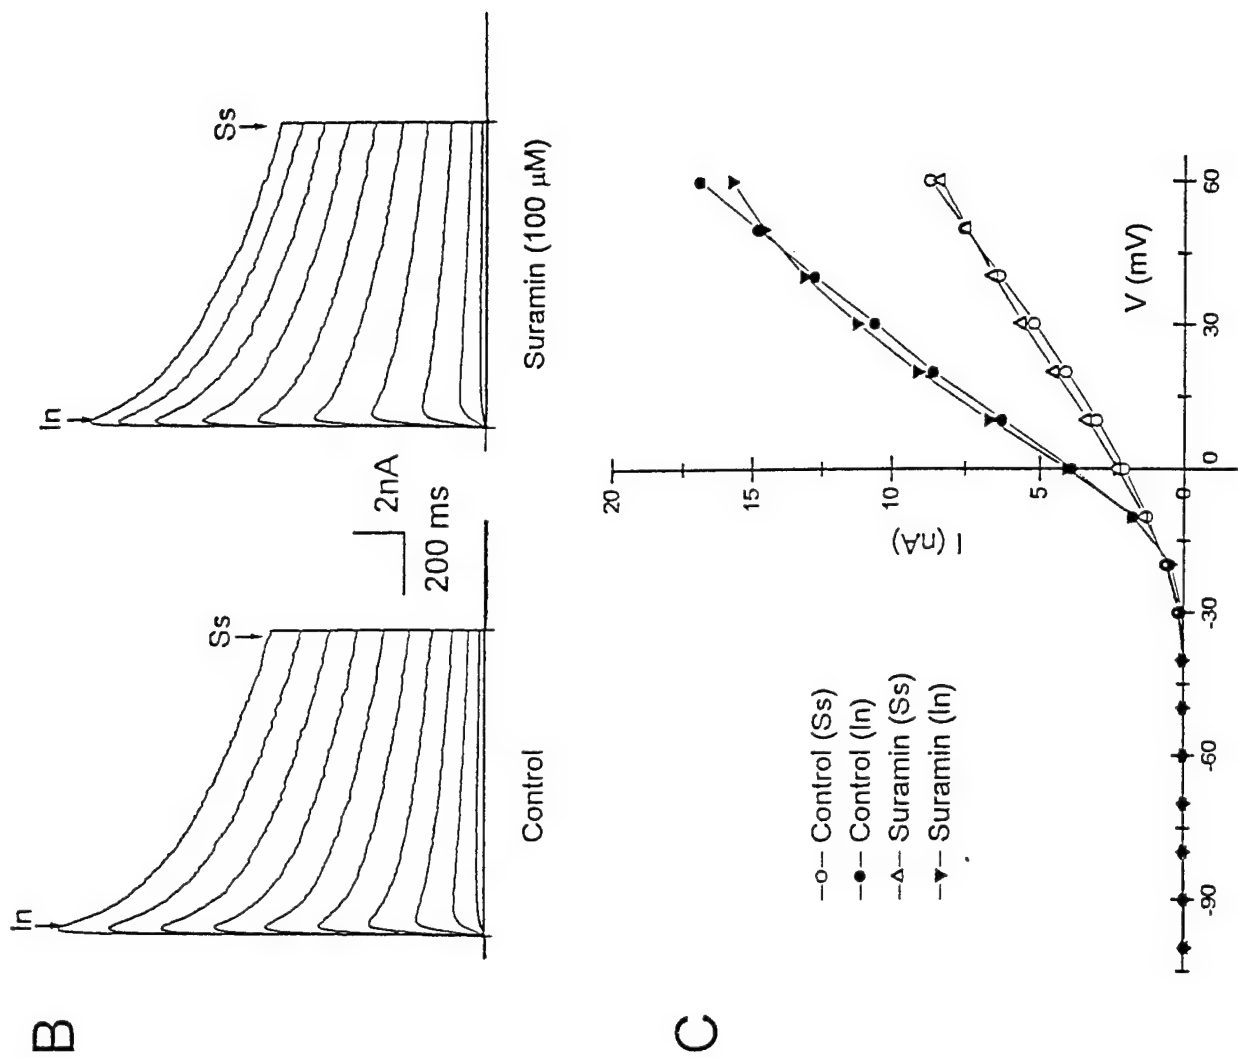 B
In
Ss
Control
2nA
200 ms
In
Ss
Suramin (100 µM)
C
Control (Ss)
Control (In)
Suramin (Ss)
Suramin (In)
I (nA)
20
15
10
5
0
-90
-60
-30
0
30
60
V (mV)